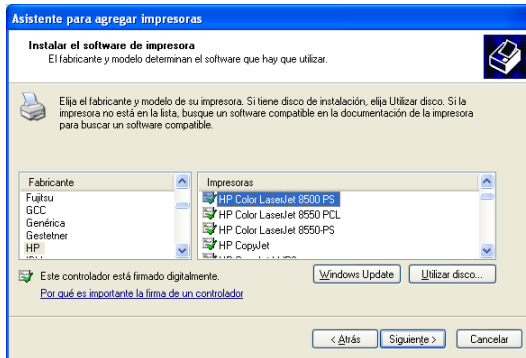 Asistente para agregar impresoras
Instalar el software de impresora
El fabricante y modelo determinan el software que hay que utilizar.
Elija el fabricante y modelo de su impresora. Si tiene disco de instalación, elija Utilizar disco. Si la
impresora no está en la lista, busque un software compatible en la documentación de la impresora
para buscar un software compatible.
Fabricante
Fujitsu
GCC
Genérica
Gestetner
HP
Impresoras
HP Color LaserJet 8500 PS
HP Color LaserJet 8550 PCL
HP Color LaserJet 8550-PS
HP CopyJet
Este controlador está firmado digitalmente.
Por qué es importante la firma de un controlador
Windows Update
Utilizar disco...
< Atrás
Siguiente >
Cancelar